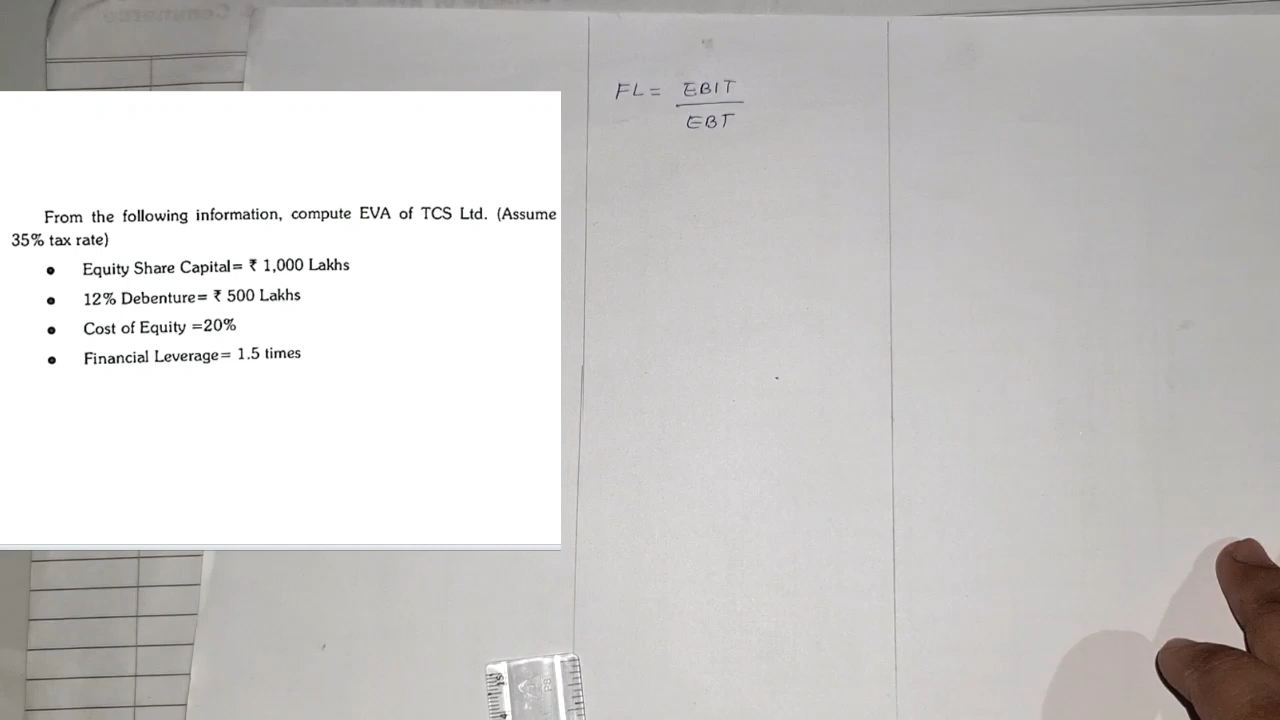 From the following information, compute EVA of TCS Ltd. (Assume
35% tax rate)
• Equity Share Capital= ₹ 1,000 Lakhs
• 12% Debenture= ₹ 500 Lakhs
• Cost of Equity =20%
• Financial Leverage= 1.5 times
FL = EBIT
EBT